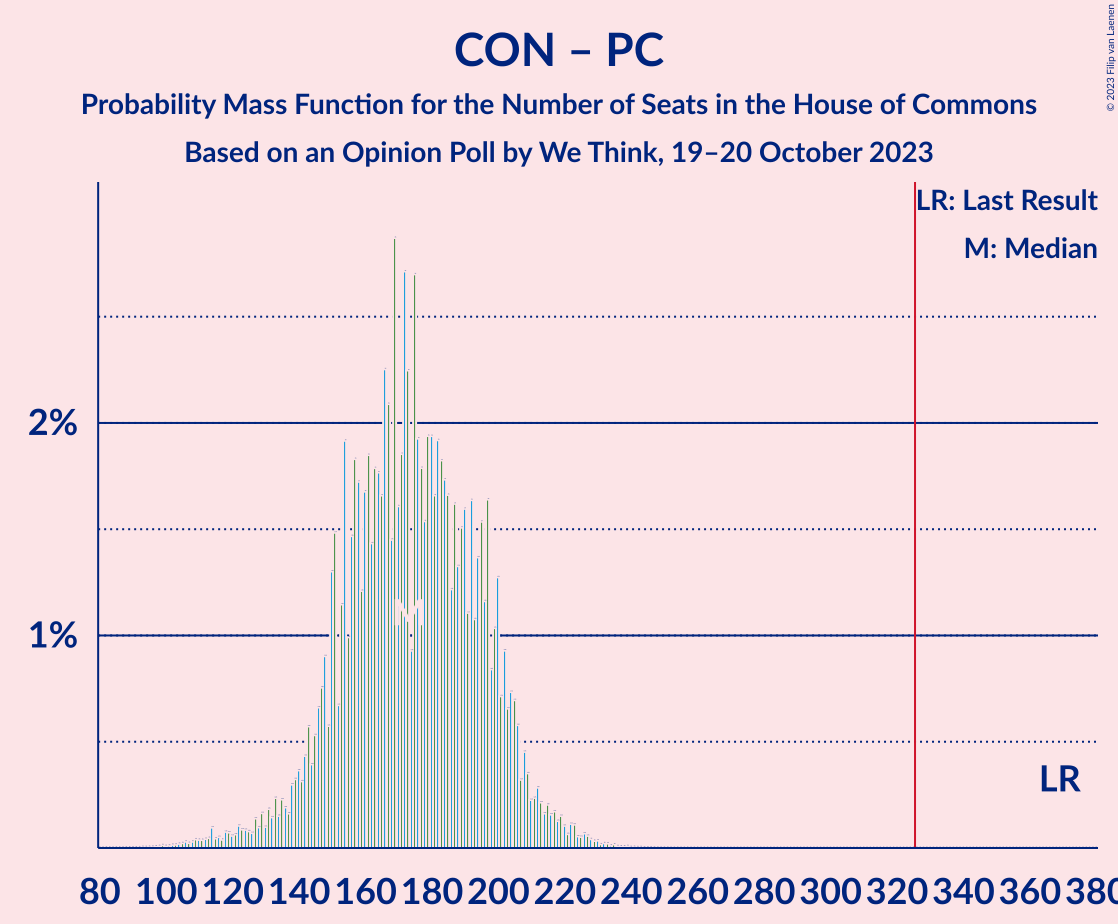 CON – PC
Probability Mass Function for the Number of Seats in the House of Commons
Based on an Opinion Poll by We Think, 19–20 October 2023
© 2023 Filip van Laenen
LR: Last Result
M: Median
2%
1%
M
LR
80 100 120 140 160 180 200 220 240 260 280 300 320 340 360 380